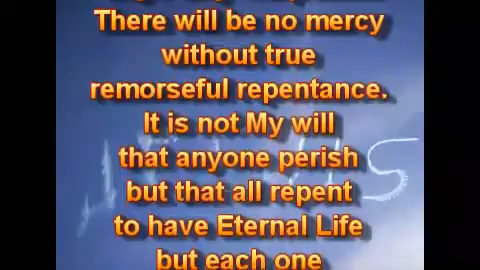 There will be no mercy
without true
remorseful repentance.
It is not My will
that anyone perish
but that all repent
to have Eternal Life
but each one